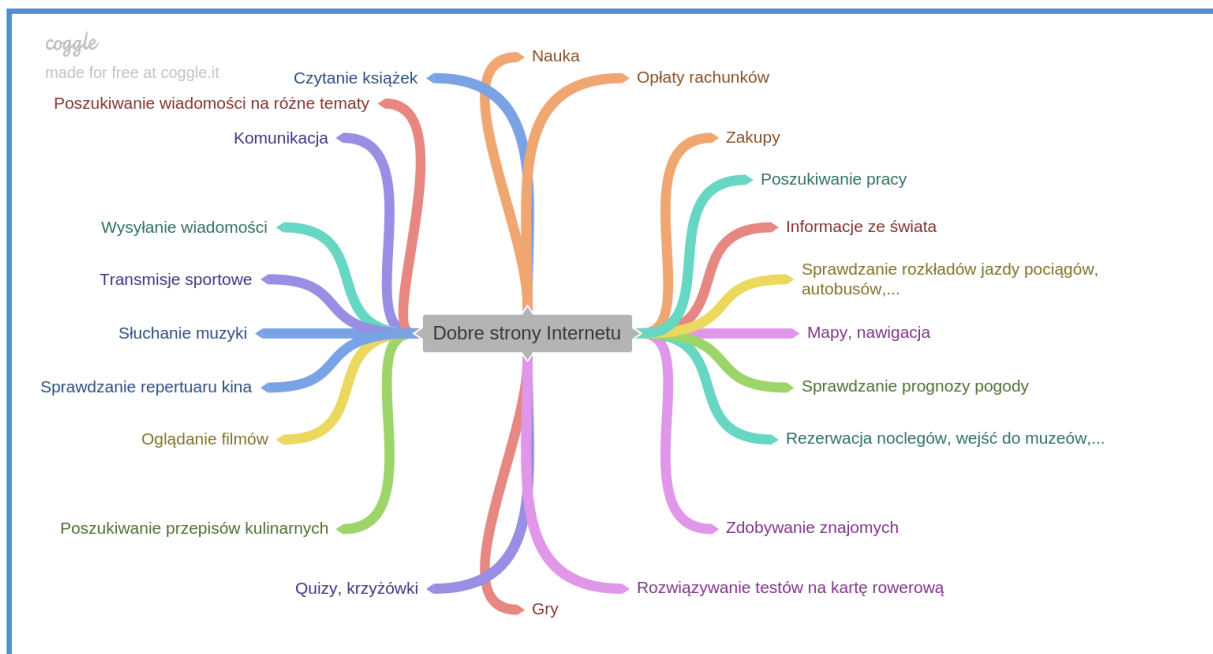 coggle
made for free at coggle.it
Nauka
Czytanie książek
Opłaty rachunków
Poszukiwanie wiadomości na różne tematy
Komunikacja
Zakupy
Poszukiwanie pracy
Wysyłanie wiadomości
Informacje ze świata
Transmisje sportowe
Sprawdzanie rozkładów jazdy pociągów,
autobusów,...
Słuchanie muzyki
Dobre strony Internetu
Mapy, nawigacja
Sprawdzanie repertuaru kina
Sprawdzanie prognozy pogody
Oglądanie filmów
Rezerwacja noclegów, wejść do muzeów,...
Poszukiwanie przepisów kulinarnych
Zdobywanie znajomych
Quizy, krzyżówki
Rozwiązywanie testów na kartę rowerową
Gry